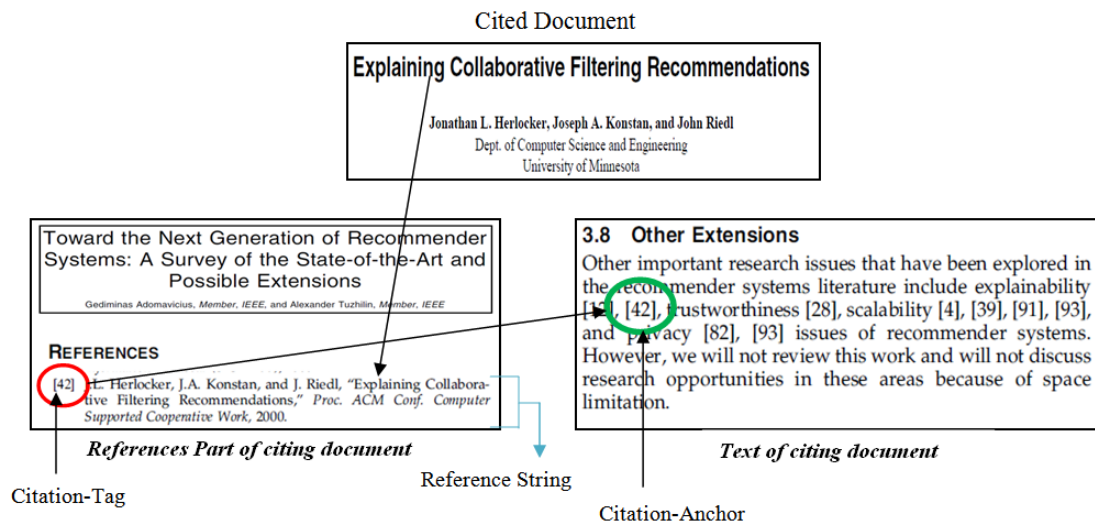 Cited Document
Explaining Collaborative Filtering Recommendations
Jonathan L. Herlocker, Joseph A. Konstan, and John Riedl
Dept. of Computer Science and Engineering
University of Minnesota
Toward the Next Generation of Recommender
Systems: A Survey of the State-of-the-Art and
Possible Extensions
Gediminas Adomavicius, Member, IEEE, and Alexander Tuzhilin, Member, IEEE
REFERENCES
[42] J.L. Herlocker, J.A. Konstan, and J. Riedl, “Explaining Collabora-
tive Filtering Recommendations,” Proc. ACM Conf. Computer
Supported Cooperative Work, 2000.
References Part of citing document
Reference String
Citation-Tag
3.8 Other Extensions
Other important research issues that have been explored in
the recommender systems literature include explainability
[12], [42], trustworthiness [28], scalability [4], [39], [91], [93],
and privacy [82], [93] issues of recommender systems.
However, we will not review this work and will not discuss
research opportunities in these areas because of space
limitation.
Text of citing document
Citation-Anchor